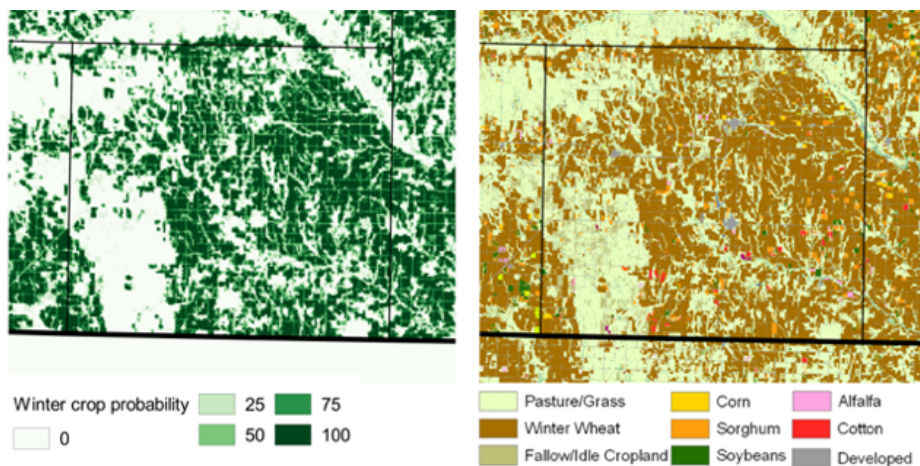 Winter crop probability
0
25
50
75
100
Pasture/Grass
Winter Wheat
Fallow/Idle Cropland
Corn
Sorghum
Soybeans
Alfalfa
Cotton
Developed